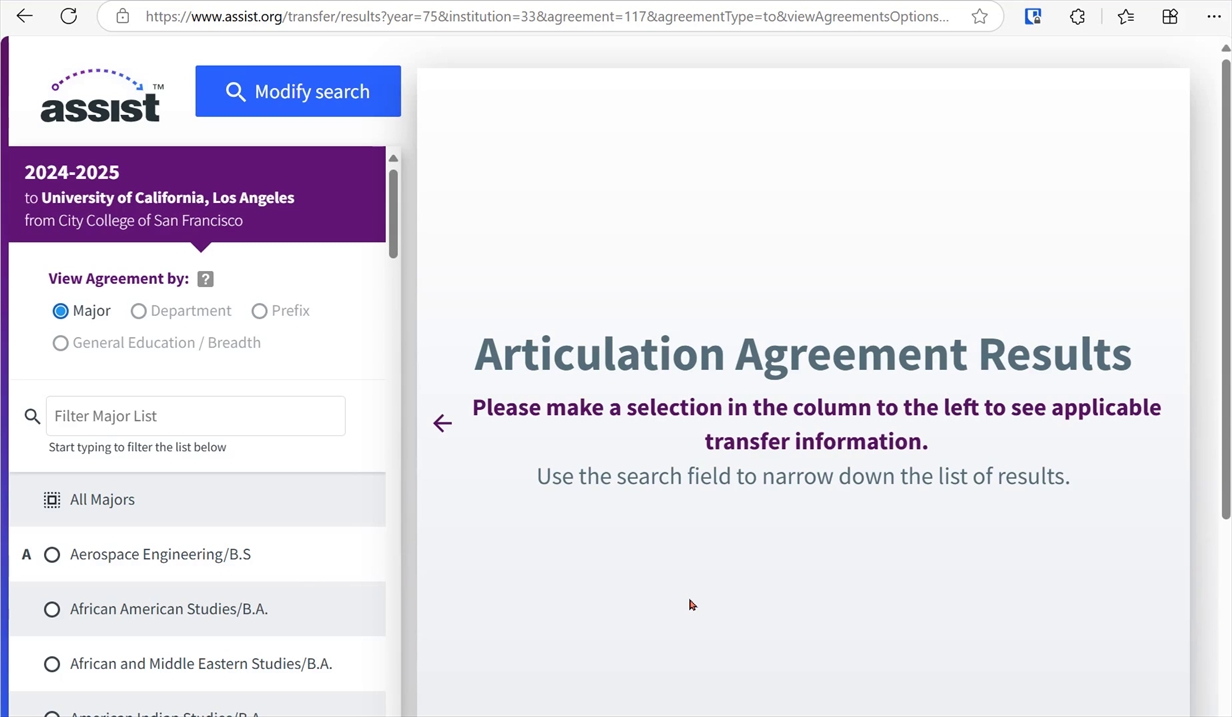 https://www.assist.org/transfer/results?year=75&institution=33&agreement=117&agreementType=to&viewAgreementsOptions...
assist™
Modify search
2024-2025
to University of California, Los Angeles
from City College of San Francisco
View Agreement by: ?
Major Department Prefix
General Education / Breadth
Filter Major List
Start typing to filter the list below
All Majors
A Aerospace Engineering/B.S
African American Studies/B.A.
African and Middle Eastern Studies/B.A.
American Indian Studies/B.A.
Articulation Agreement Results
Please make a selection in the column to the left to see applicable
transfer information.
Use the search field to narrow down the list of results.